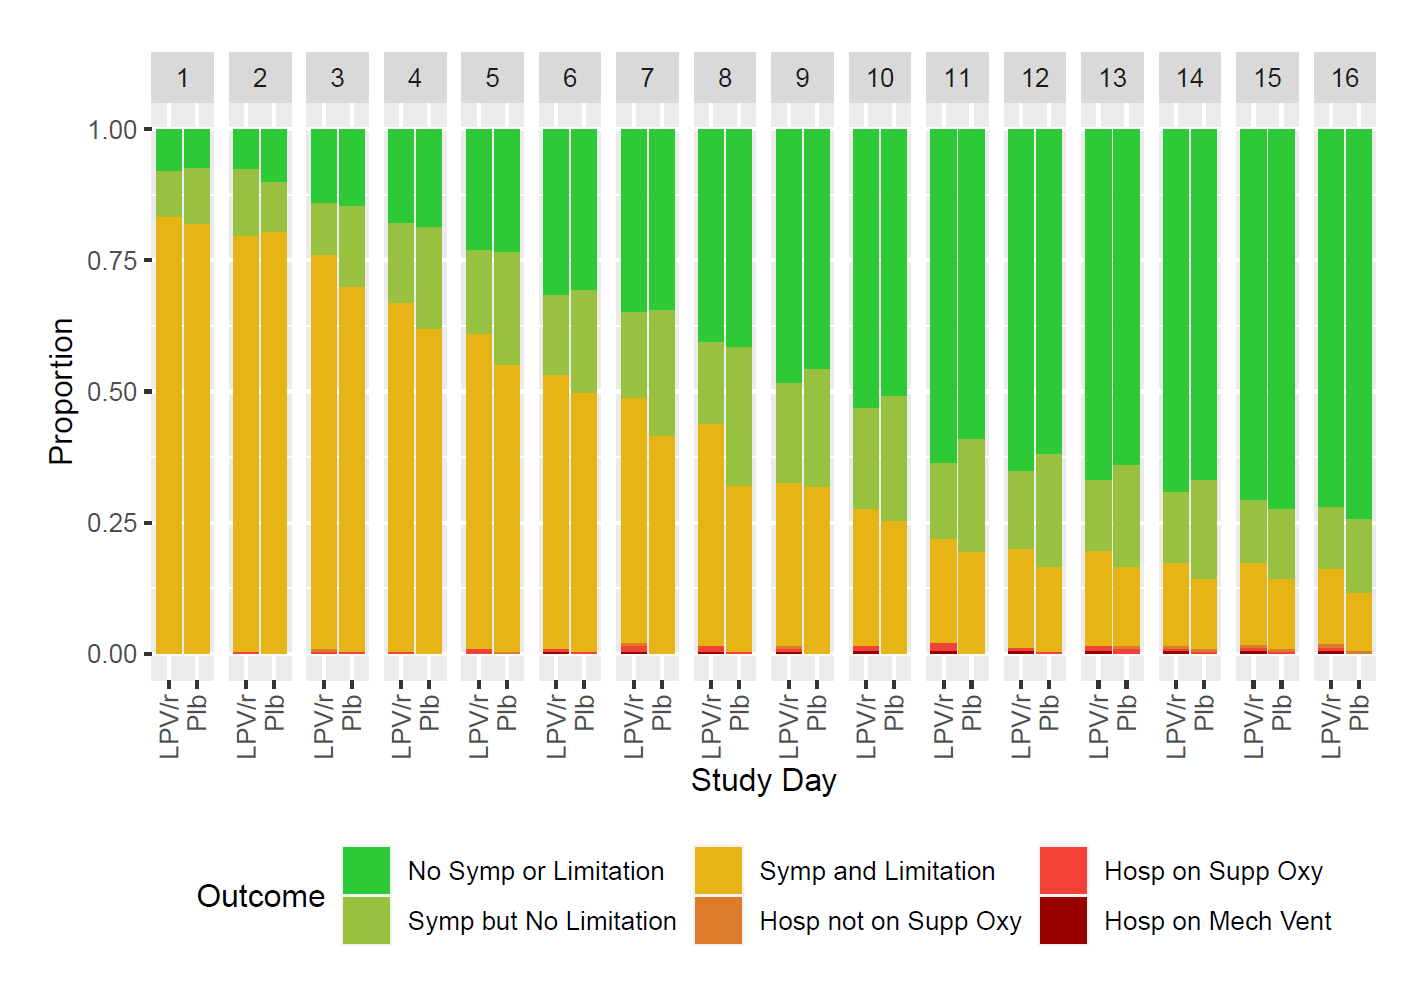 1 2 3 4 5 6 7 8 9 10 11 12 13 14 15 16
1.00
0.75
0.50
0.25
0.00
Proportion
LPV/r Plb LPV/r Plb LPV/r Plb LPV/r Plb LPV/r Plb LPV/r Plb LPV/r Plb LPV/r Plb LPV/r Plb LPV/r Plb LPV/r Plb LPV/r Plb LPV/r Plb LPV/r Plb LPV/r Plb LPV/r Plb
Study Day
Outcome
No Symp or Limitation
Symp but No Limitation
Symp and Limitation
Hosp not on Supp Oxy
Hosp on Supp Oxy
Hosp on Mech Vent